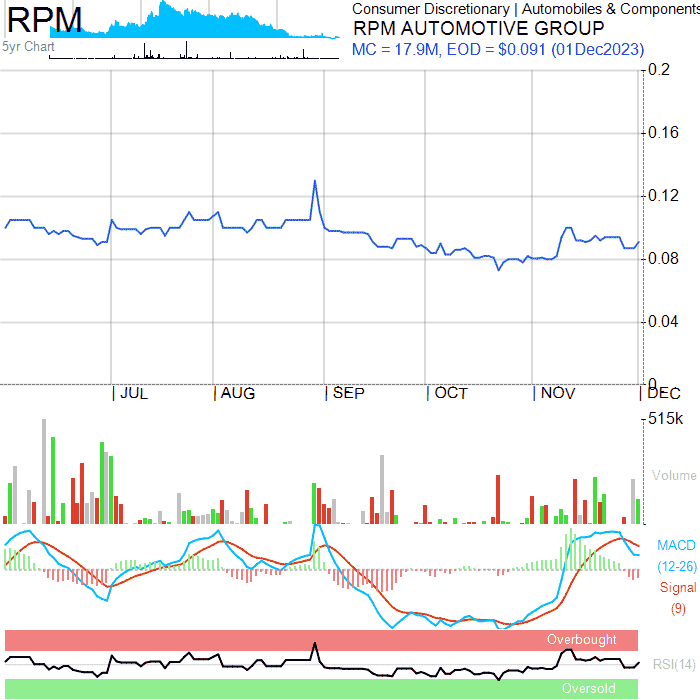 RPM
5yr Chart
Consumer Discretionary | Automobiles & Components
RPM AUTOMOTIVE GROUP
MC = 17.9M, EOD = $0.091 (01Dec2023)
0.2
0.16
0.12
0.08
0.04
0
| JUL | AUG | SEP | OCT | NOV | DEC
515k
Volume
MACD
(12-26)
Signal
(9)
Overbought
RSI(14)
Oversold